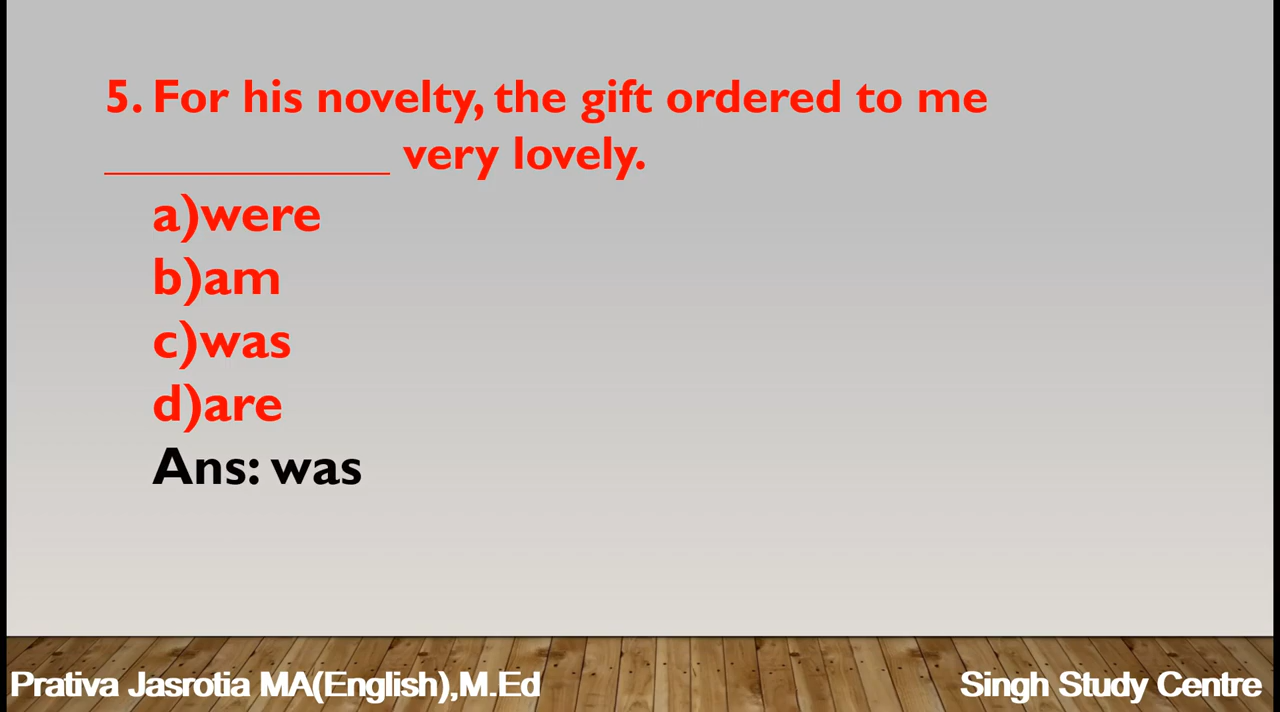 5. For his novelty, the gift ordered to me
____________ very lovely.
a)were
b)am
c)was
d)are
Ans: was
Prativa Jasrotia MA(English),M.Ed
Singh Study Centre